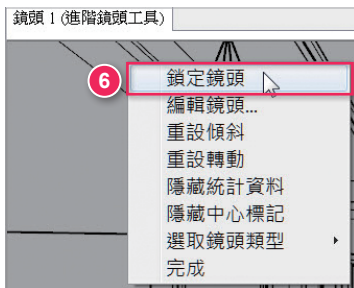 鏡頭 1 (進階鏡頭工具)
6
鎖定鏡頭
編輯鏡頭...
重設傾斜
重設轉動
隱藏統計資料
隱藏中心標記
選取鏡頭類型
完成